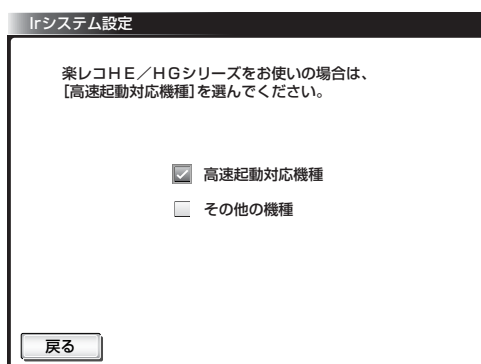 Irシステム設定
楽レコＨＥ／ＨＧシリーズをお使いの場合は、
［高速起動対応機種］を選んでください。
高速起動対応機種
その他の機種
戻る